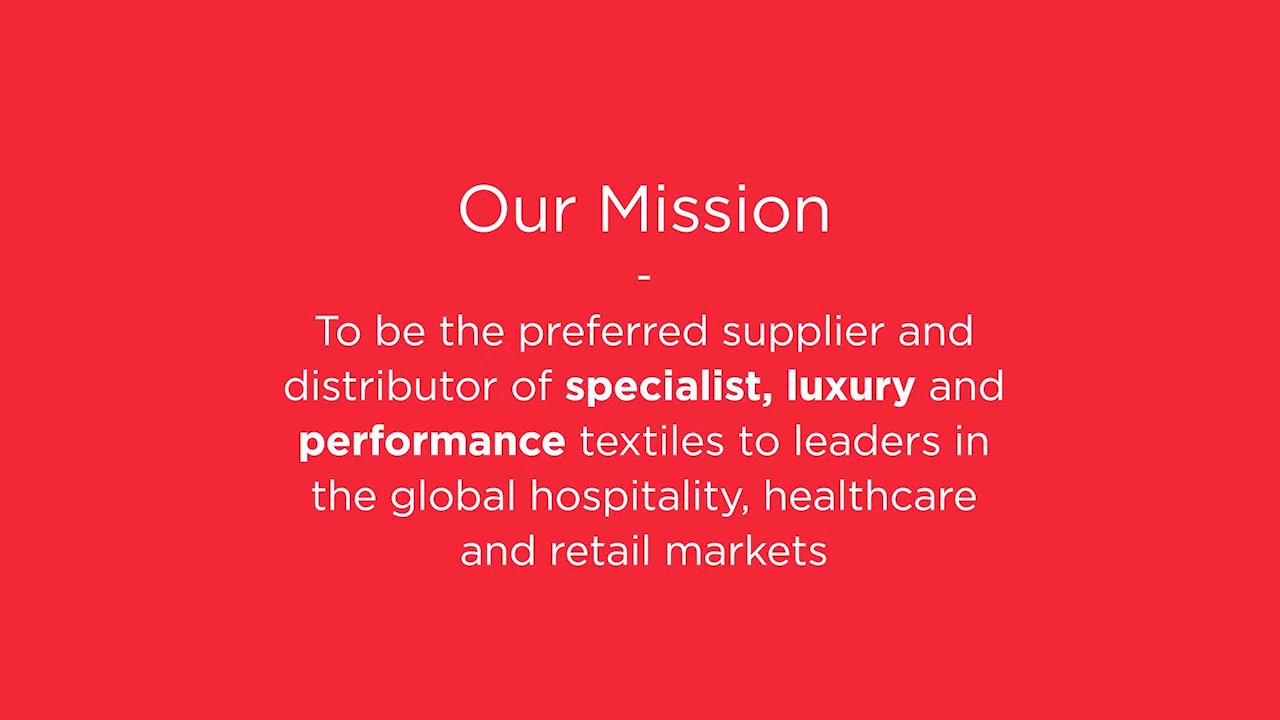 Our Mission
-
To be the preferred supplier and
distributor of specialist, luxury and
performance textiles to leaders in
the global hospitality, healthcare
and retail markets